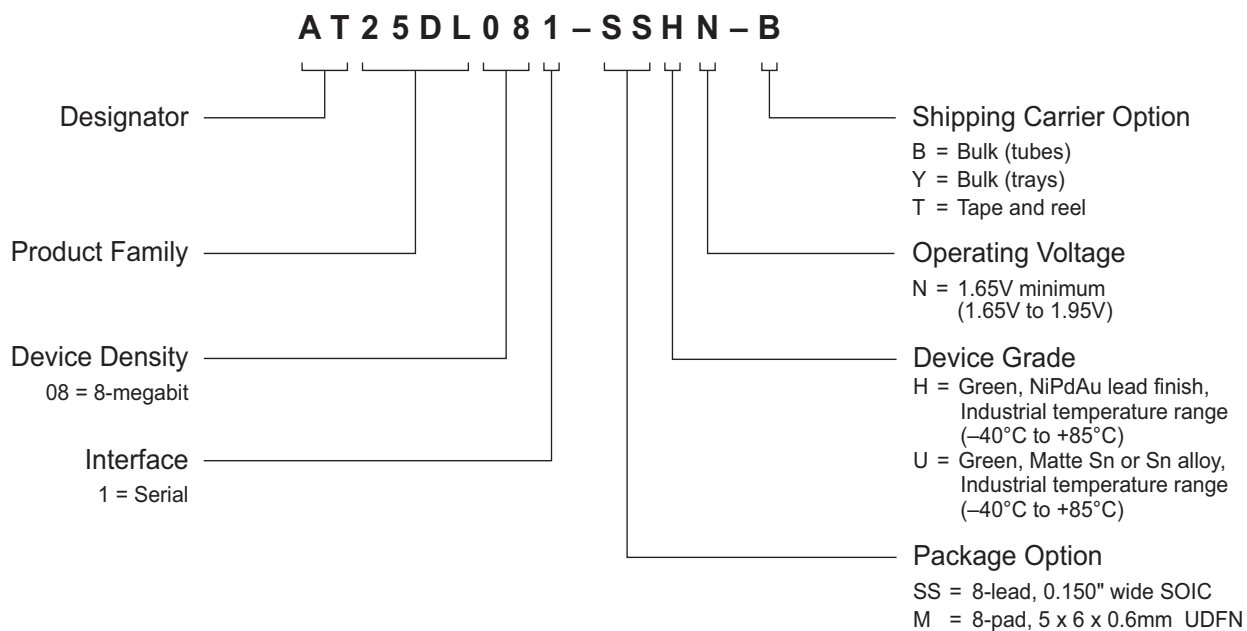 AT25DL081–SSHN–B
Designator
Product Family
Device Density
08 = 8-megabit
Interface
1 = Serial
Shipping Carrier Option
B = Bulk (tubes)
Y = Bulk (trays)
T = Tape and reel
Operating Voltage
N = 1.65V minimum
(1.65V to 1.95V)
Device Grade
H = Green, NiPdAu lead finish,
Industrial temperature range
(–40°C to +85°C)
U = Green, Matte Sn or Sn alloy,
Industrial temperature range
(–40°C to +85°C)
Package Option
SS = 8-lead, 0.150" wide SOIC
M = 8-pad, 5 x 6 x 0.6mm UDFN